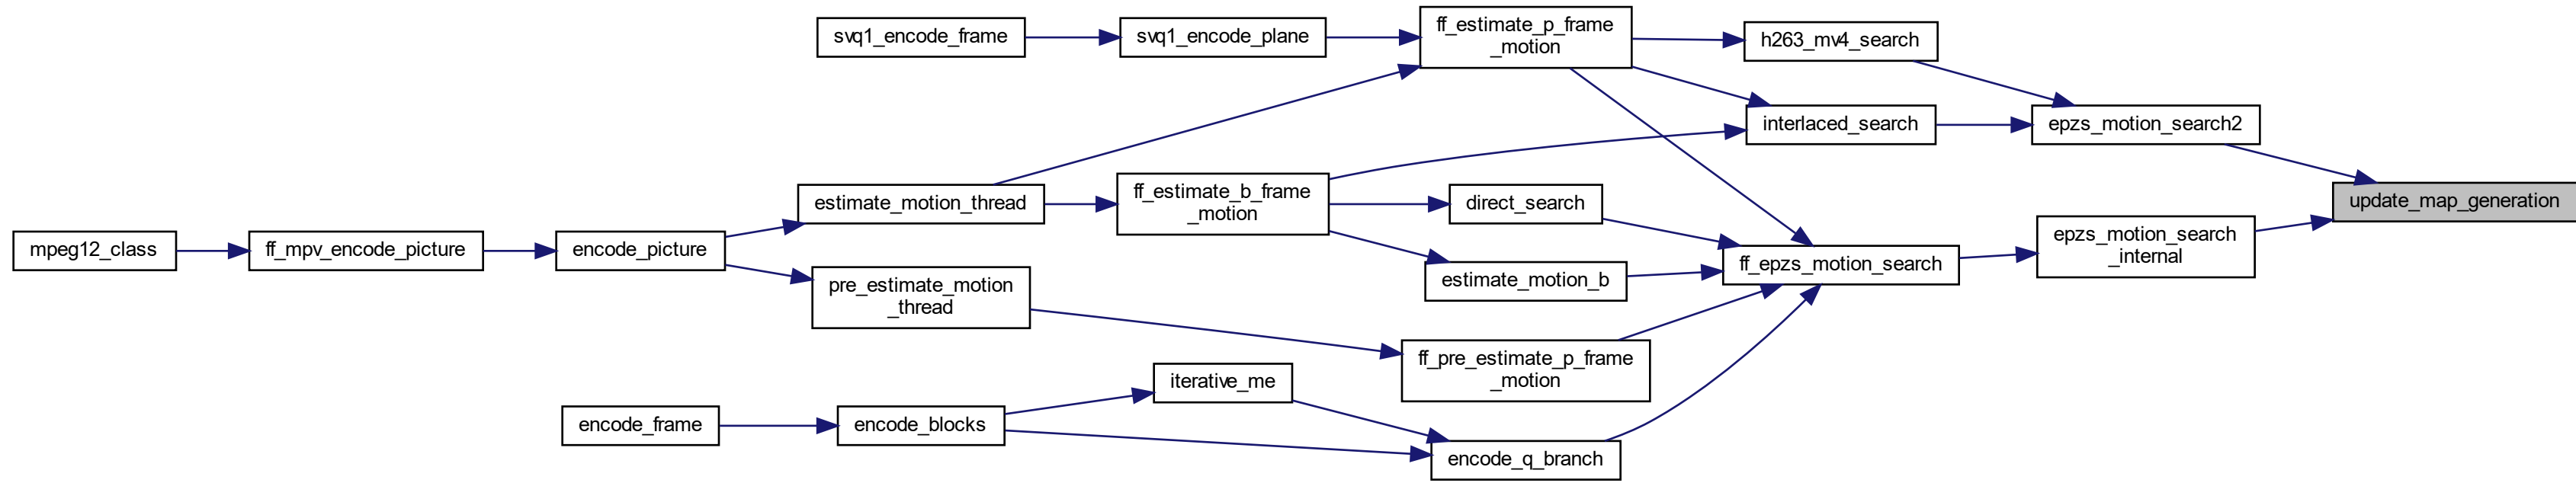 svq1_encode_frame
svq1_encode_plane
ff_estimate_p_frame
_motion
h263_mv4_search
interlaced_search
epzs_motion_search2
estimate_motion_thread
ff_estimate_b_frame
_motion
direct_search
update_map_generation
mpeg12_class
ff_mpv_encode_picture
encode_picture
pre_estimate_motion
_thread
estimate_motion_b
ff_epzs_motion_search
epzs_motion_search
_internal
ff_pre_estimate_p_frame
_motion
iterative_me
encode_frame
encode_blocks
encode_q_branch